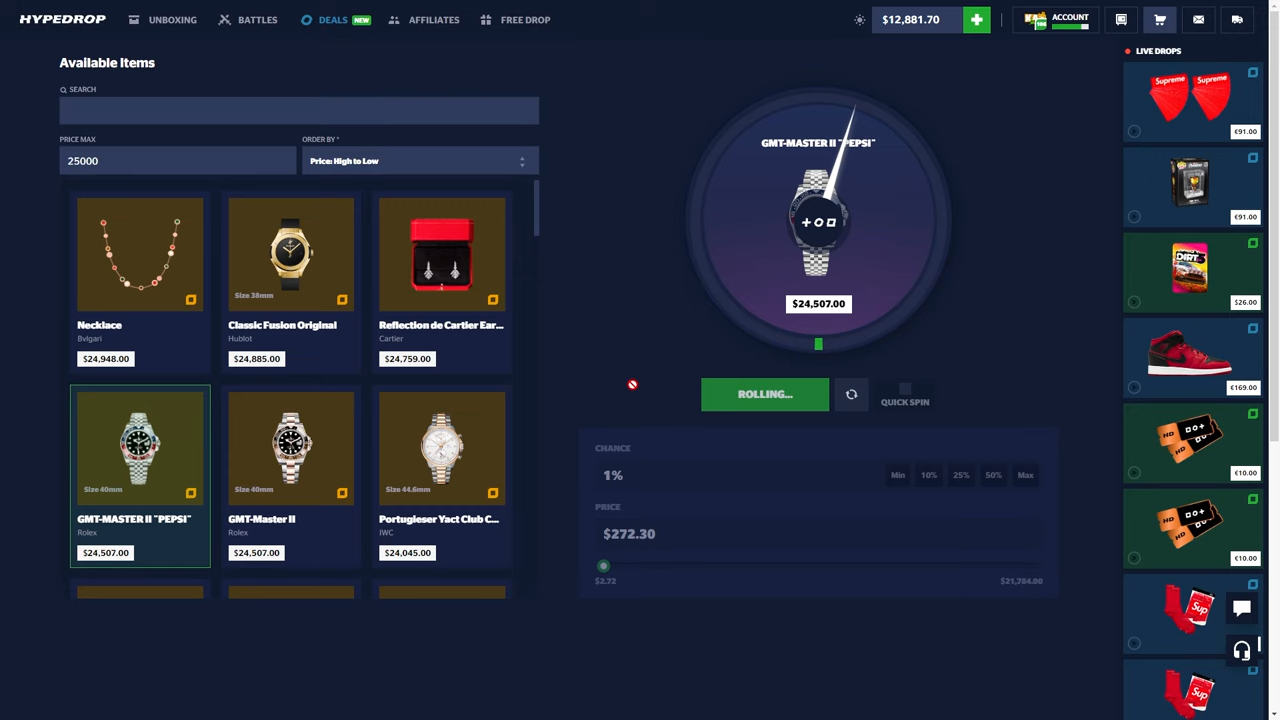 HYPEDROP
UNBOXING
BATTLES
DEALS NEW
AFFILIATES
FREE DROP
$12,881.70
ACCOUNT
Available Items
SEARCH
PRICE MAX
ORDER BY *
25000
Price: High to Low
Necklace
Bvlgari
$24,948.00
Size 38mm
Classic Fusion Original
Hublot
$24,885.00
Reflection de Cartier Ear...
Cartier
$24,759.00
Size 40mm
GMT-MASTER II "PEPSI"
Rolex
$24,507.00
Size 40mm
GMT-Master II
Rolex
$24,507.00
Size 44.6mm
Portugieser Yact Club C...
IWC
$24,045.00
GMT-MASTER II "PEPSI"
$24,507.00
ROLLING...
QUICK SPIN
CHANCE
1%
Min 10% 25% 50% Max
PRICE
$272.30
$2.72
$21,784.00
LIVE DROPS
Supreme Supreme
€91.00
€91.00
DIRT 5
$26.00
€169.00
HD
€10.00
HD
€10.00
Sup
Sup